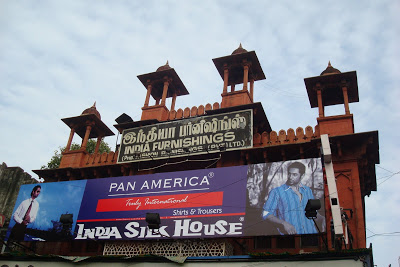 இந்தியா பர்னிஷிங்ஸ்
INDIA FURNISHINGS
PAN AMERICA®
Truly International
Shirts & Trousers
INDIA SILK HOUSE